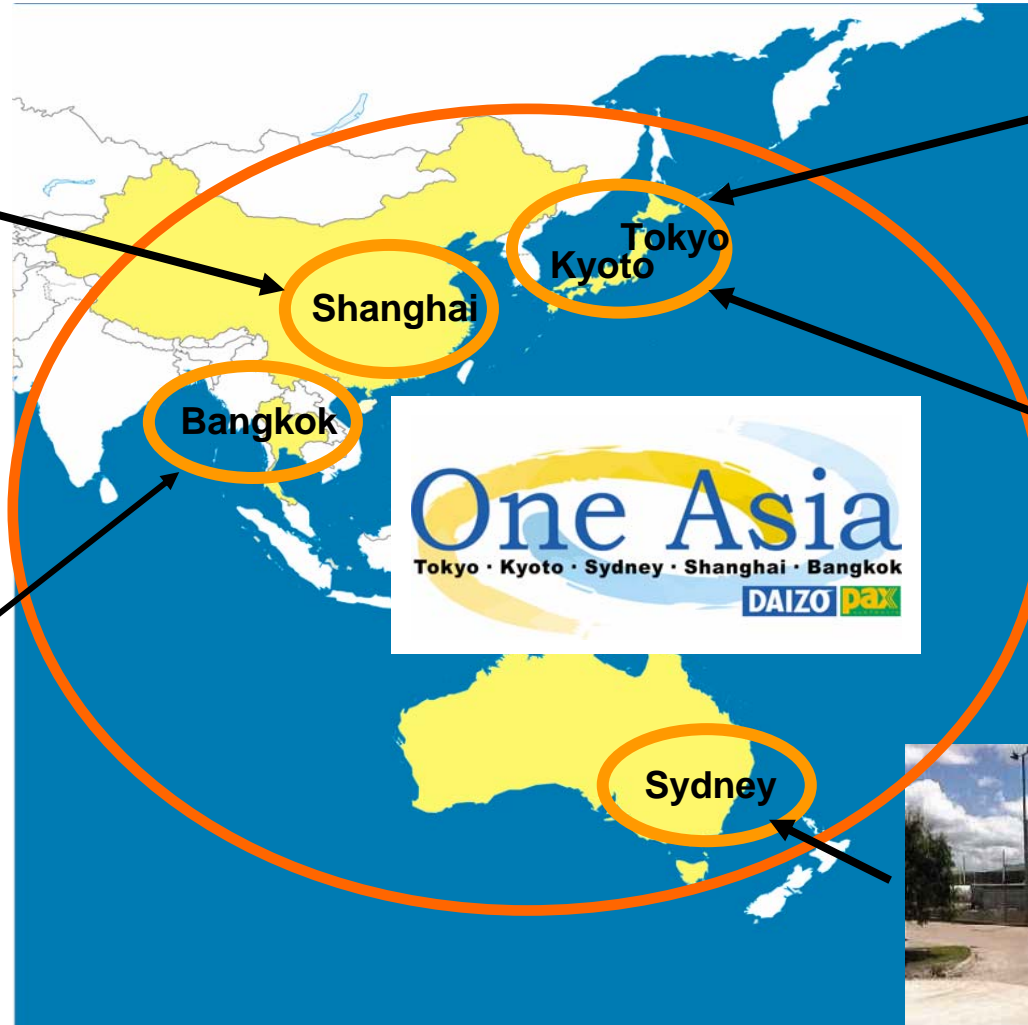 Tokyo
Kyoto
Shanghai
Bangkok
One Asia
Tokyo · Kyoto · Sydney · Shanghai · Bangkok
DAIZO pax
Sydney